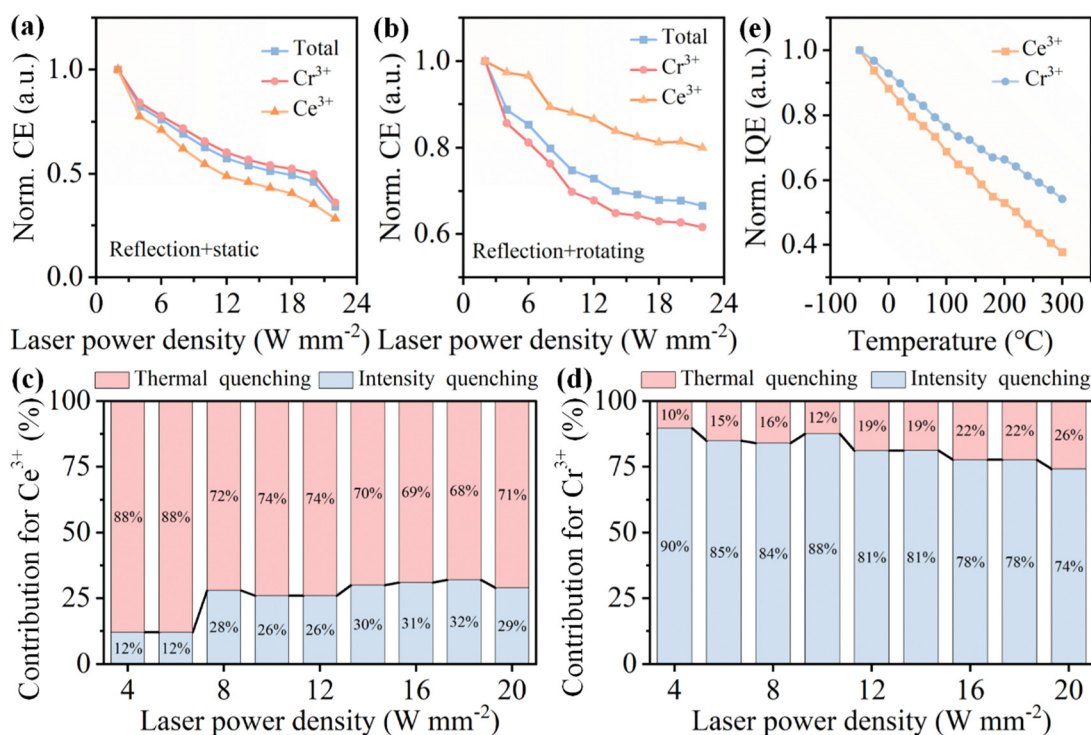 (a)
Norm. CE (a.u.)
1.0
0.5
0.0
Total
Cr³⁺
Ce³⁺
Reflection+static
0 6 12 18 24
Laser power density (W mm⁻²)
(b)
Norm. CE (a.u.)
1.0
0.8
0.6
Total
Cr³⁺
Ce³⁺
Reflection+rotating
0 6 12 18 24
Laser power density (W mm⁻²)
(e)
Norm. IQE (a.u.)
1.0
0.8
0.6
0.4
Ce³⁺
Cr³⁺
-100 0 100 200 300
Temperature (°C)
(c)
Thermal quenching Intensity quenching
Contribution for Ce³⁺ (%)
100
75
50
25
0
88% 88% 72% 74% 74% 70% 69% 68% 71%
12% 12% 28% 26% 26% 30% 31% 32% 29%
4 8 12 16 20
Laser power density (W mm⁻²)
(d)
Thermal quenching Intensity quenching
Contribution for Cr³⁺ (%)
100
75
50
25
0
10% 15% 16% 12% 19% 19% 22% 22% 26%
90% 85% 84% 88% 81% 81% 78% 78% 74%
4 8 12 16 20
Laser power density (W mm⁻²)